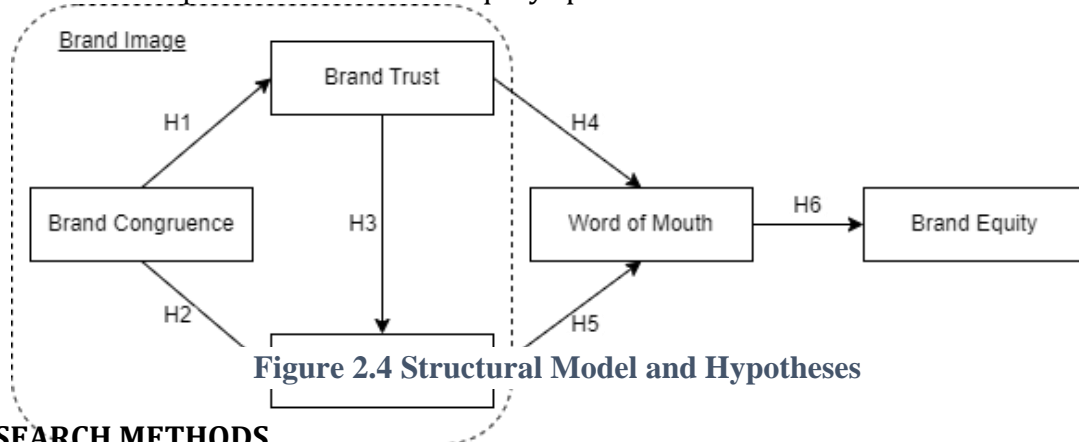 Brand Image
Brand Trust
H1
H4
Brand Congruence
H3
Word of Mouth
H6
Brand Equity
H2
H5
Figure 2.4 Structural Model and Hypotheses
SEARCH METHODS